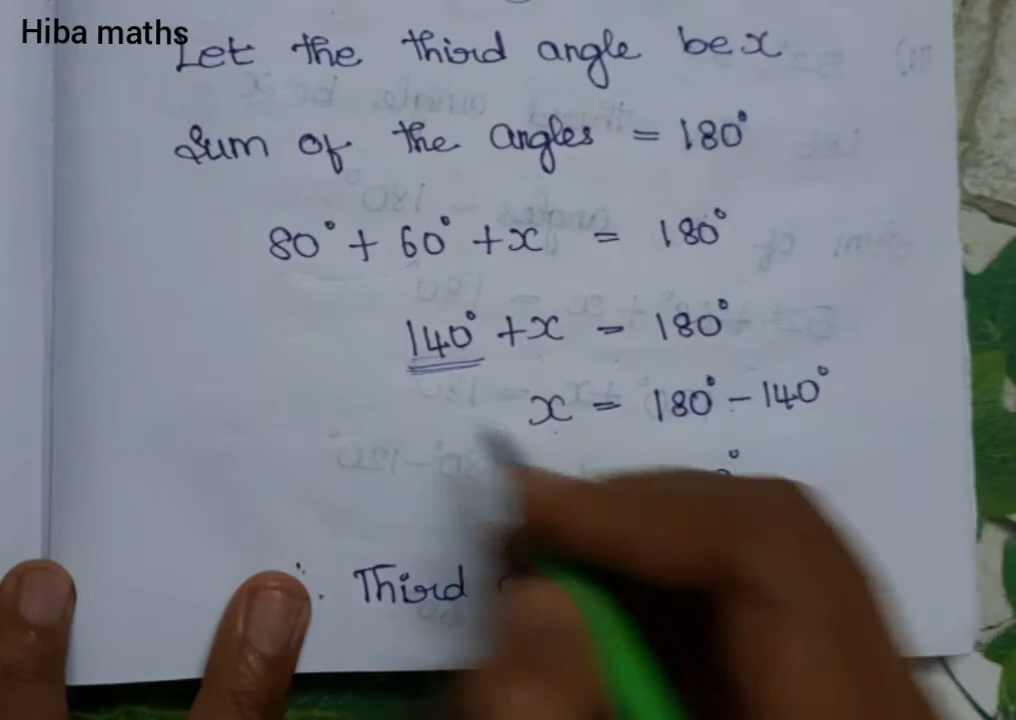 Hiba maths
Let the third angle be x
Sum of the angles = 180°
80° + 60° + x = 180°
140° + x = 180°
x = 180° - 140°
∴ Third